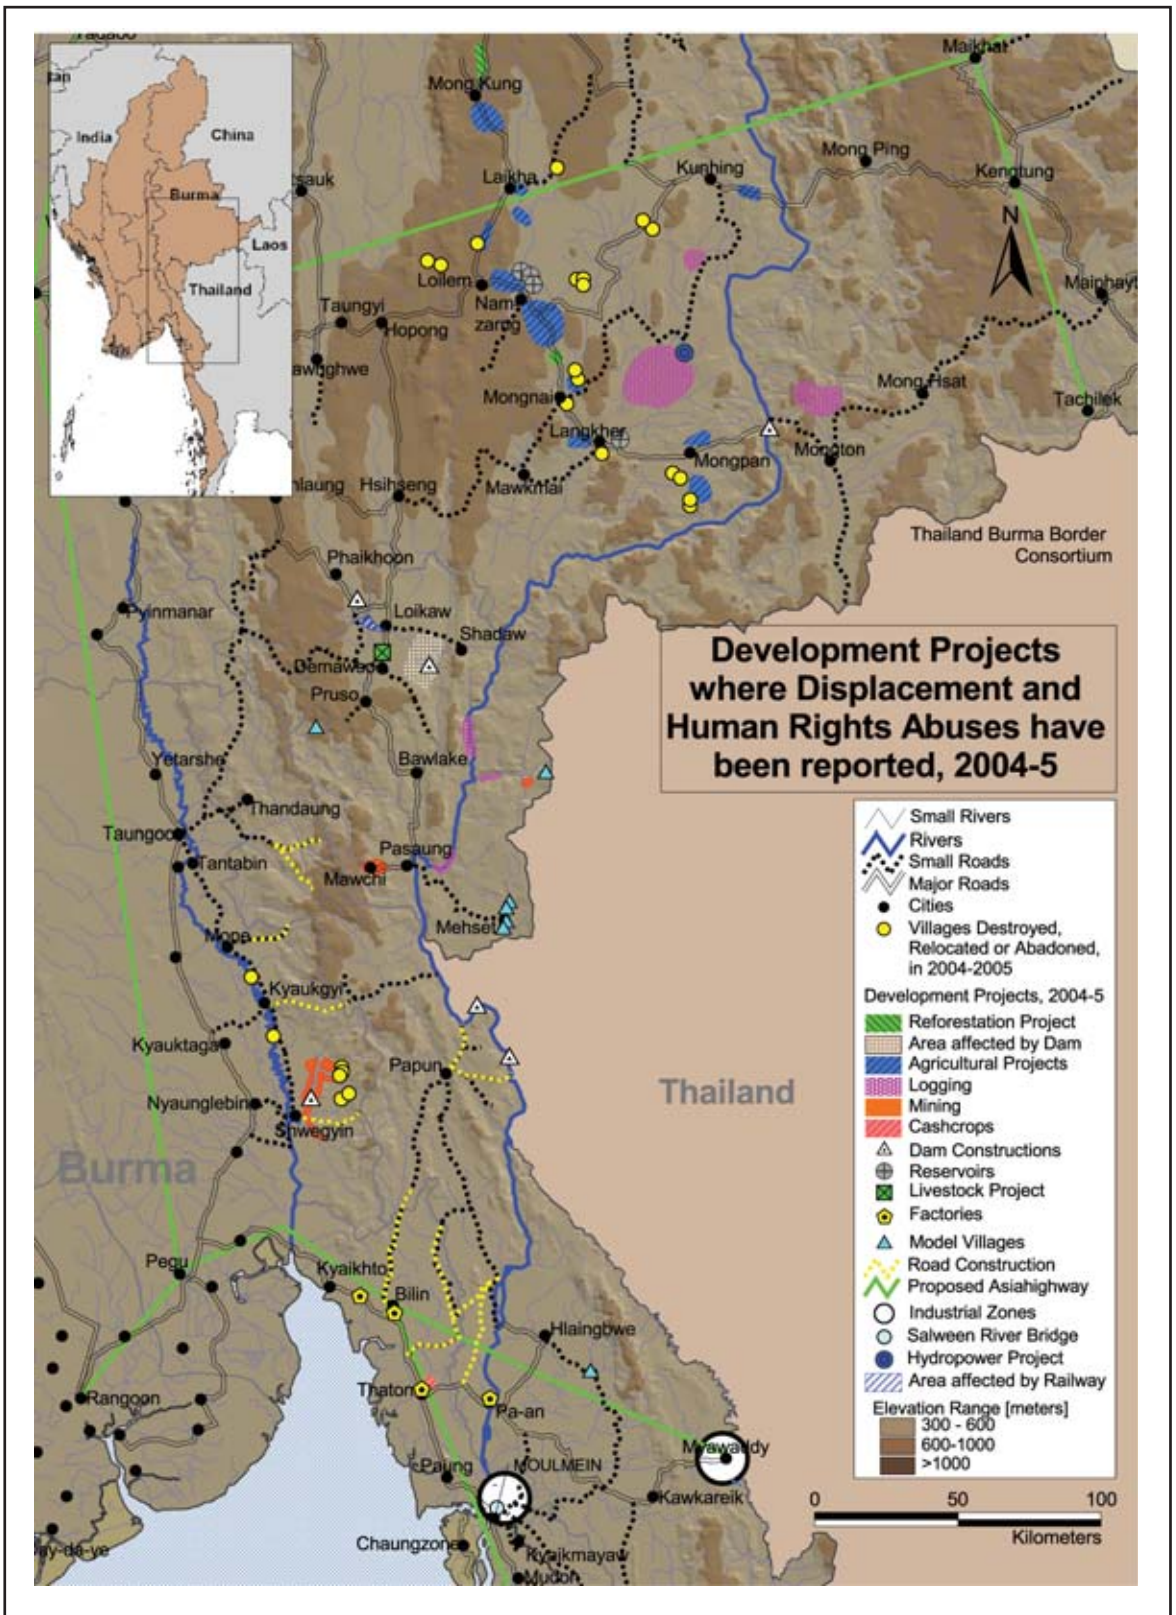 India
China
Burma
Laos
Thailand
Maikhat
Mong Kung
Mong Ping
Kunhing
Laikha
Kengtung
N
Loilem
Maiphayt
Nam
zarng
Taungyi
Hopong
Mongnai
Mong Hsat
Tachilek
Langkher
Mongpan
Mongton
Hsihseng
Mawkmai
Thailand Burma Border
Consortium
Phaikhoon
Pyinmanar
Loikaw
Shadaw
Demawso
Pruso
Development Projects
where Displacement and
Human Rights Abuses have
been reported, 2004-5
Yetarshe
Bawlake
Thandaung
Taungoo
Tantabin
Pasaung
Mawchi
Mehset
Mope
Kyaukgyi
Kyauktaga
Papun
Nyaunglebin
Shwegyin
Thailand
Burma
Pegu
Kyaikhto
Bilin
Hlaingbwe
Rangoon
Thaton
Pa-an
Myawaddy
Paung
MOULMEIN
Kawkareik
Chaungzone
Kyaikmayaw
Mudon
Small Rivers
Rivers
Small Roads
Major Roads
Cities
Villages Destroyed,
Relocated or Abadoned,
in 2004-2005
Development Projects, 2004-5
Reforestation Project
Area affected by Dam
Agricultural Projects
Logging
Mining
Cashcrops
Dam Constructions
Reservoirs
Livestock Project
Factories
Model Villages
Road Construction
Proposed Asiahighway
Industrial Zones
Salween River Bridge
Hydropower Project
Area affected by Railway
Elevation Range [meters]
300 - 600
600-1000
>1000
0 50 100
Kilometers